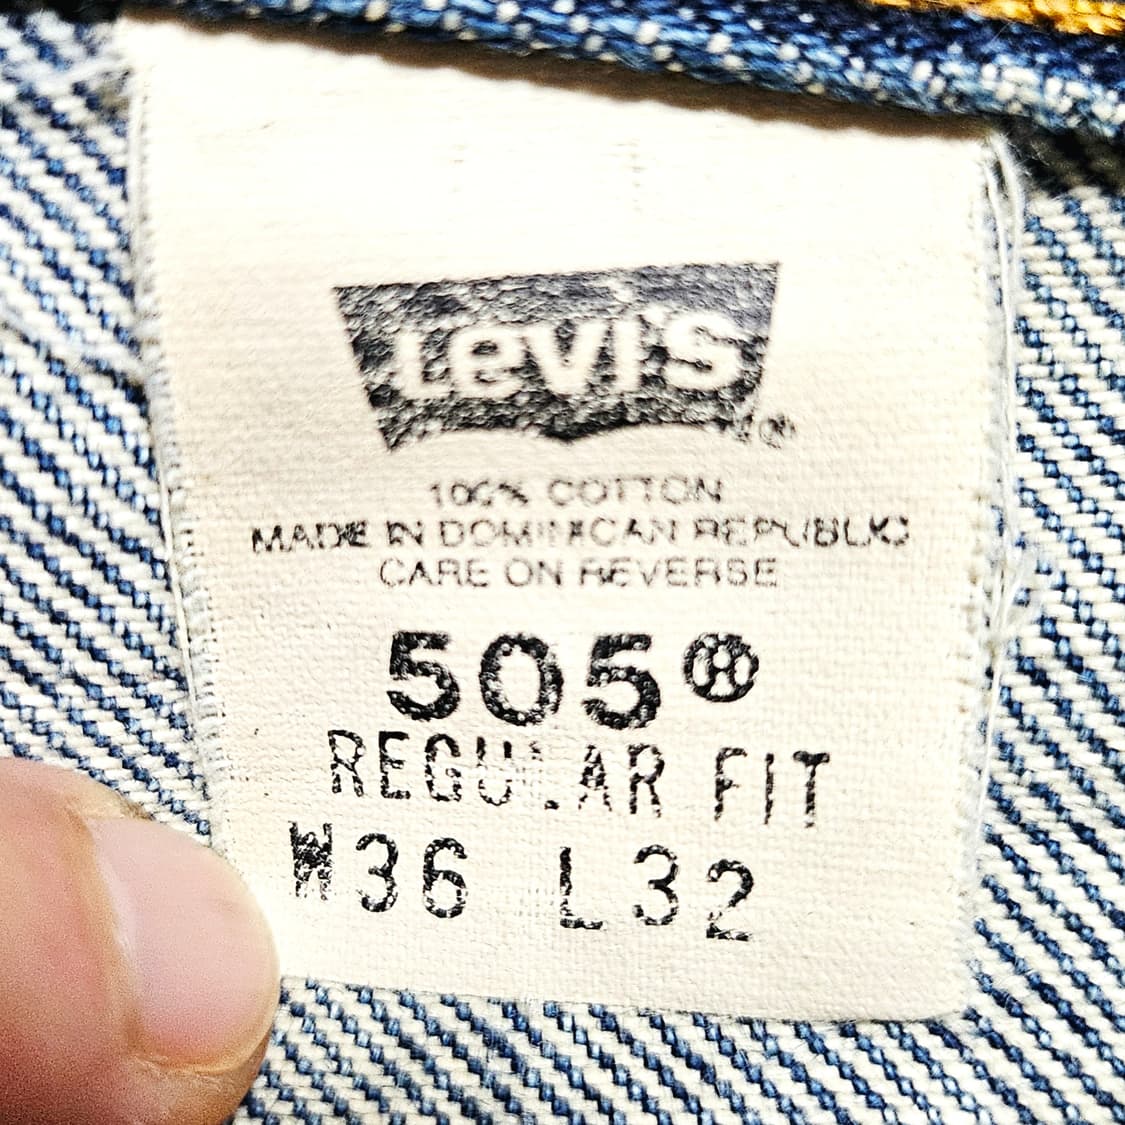 Levi's ®
100% COTTON
MADE IN DOMINICAN REPUBLIC
CARE ON REVERSE
505®
REGULAR FIT
W36 L32